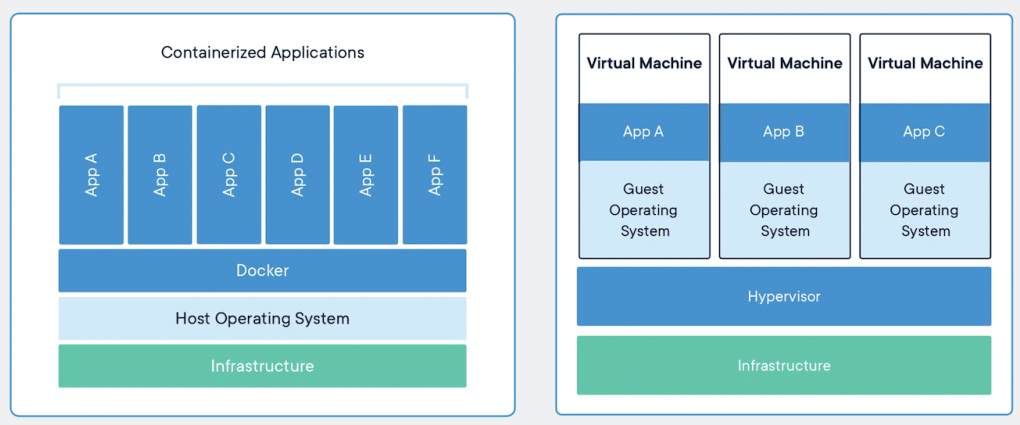 Containerized Applications
App A
App B
App C
App D
App E
App F
Docker
Host Operating System
Infrastructure
Virtual Machine
App A
Guest
Operating
System
Virtual Machine
App B
Guest
Operating
System
Virtual Machine
App C
Guest
Operating
System
Hypervisor
Infrastructure